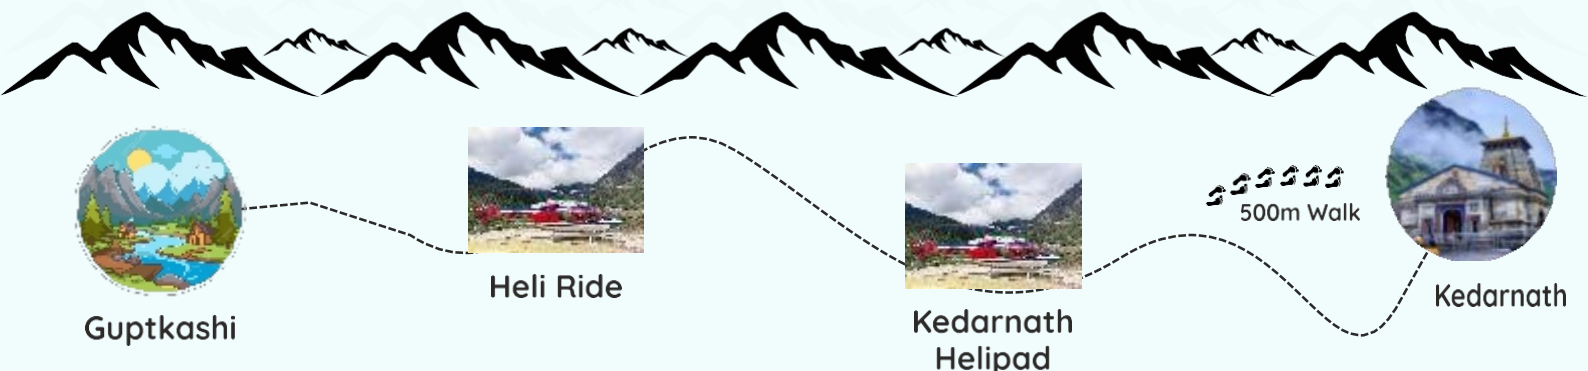 Guptkashi
Heli Ride
Kedarnath
Helipad
500m Walk
Kedarnath